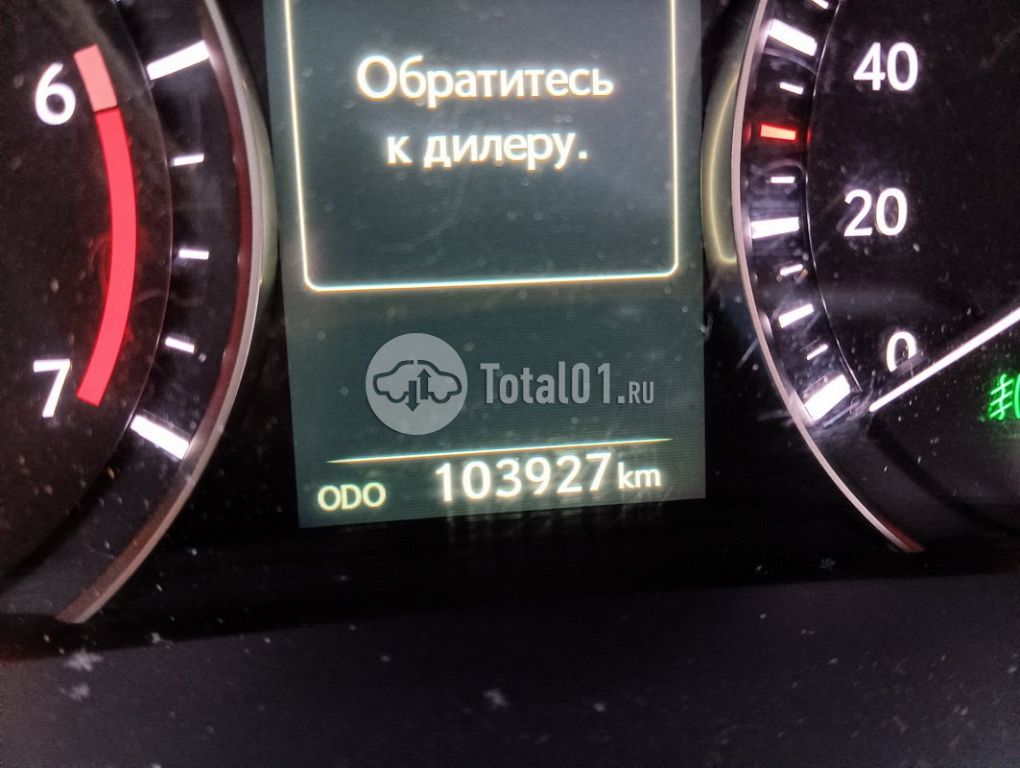 Обратитесь
к дилеру.
6
7
40
20
0
Total01.ru
ODO 103927 km